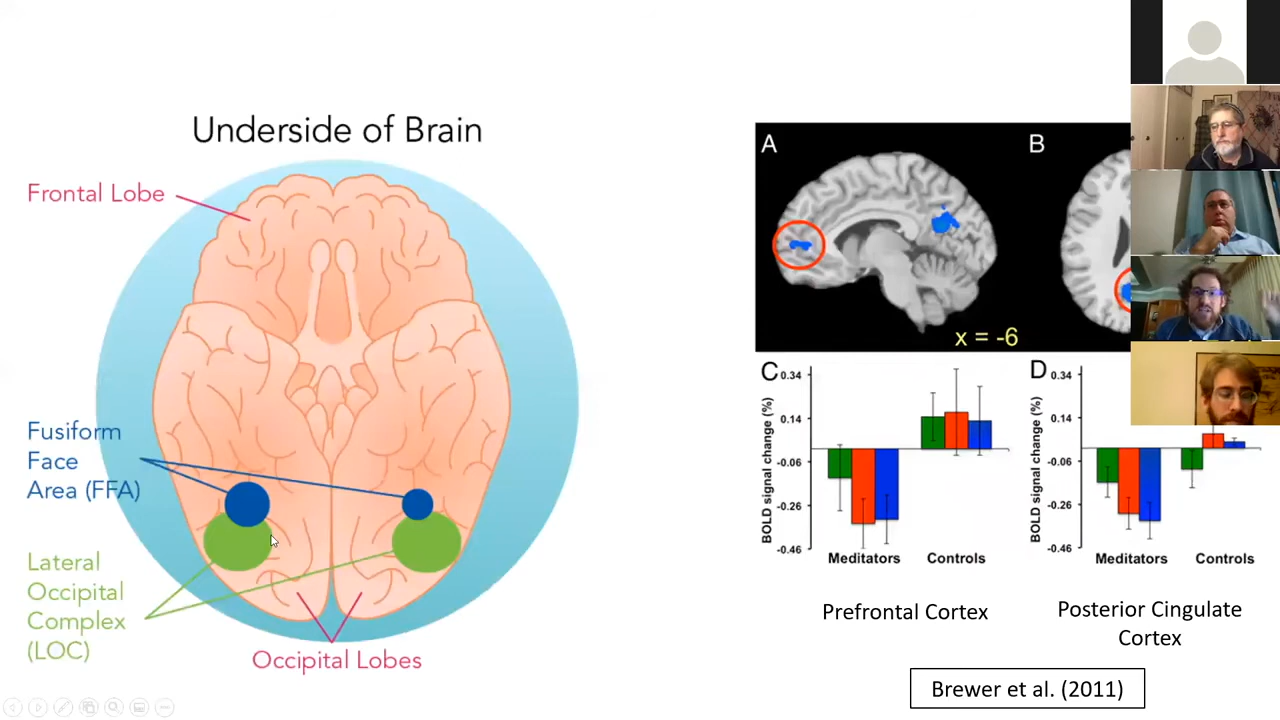 Underside of Brain
Frontal Lobe
Fusiform
Face
Area (FFA)
Lateral
Occipital
Complex
(LOC)
Occipital Lobes
A
B
x = -6
C
BOLD signal change (%)
0.34
0.14
-0.06
-0.26
-0.46
Meditators
Controls
D
BOLD signal change (%)
0.34
0.14
-0.06
-0.26
-0.46
Meditators
Controls
Prefrontal Cortex
Posterior Cingulate
Cortex
Brewer et al. (2011)